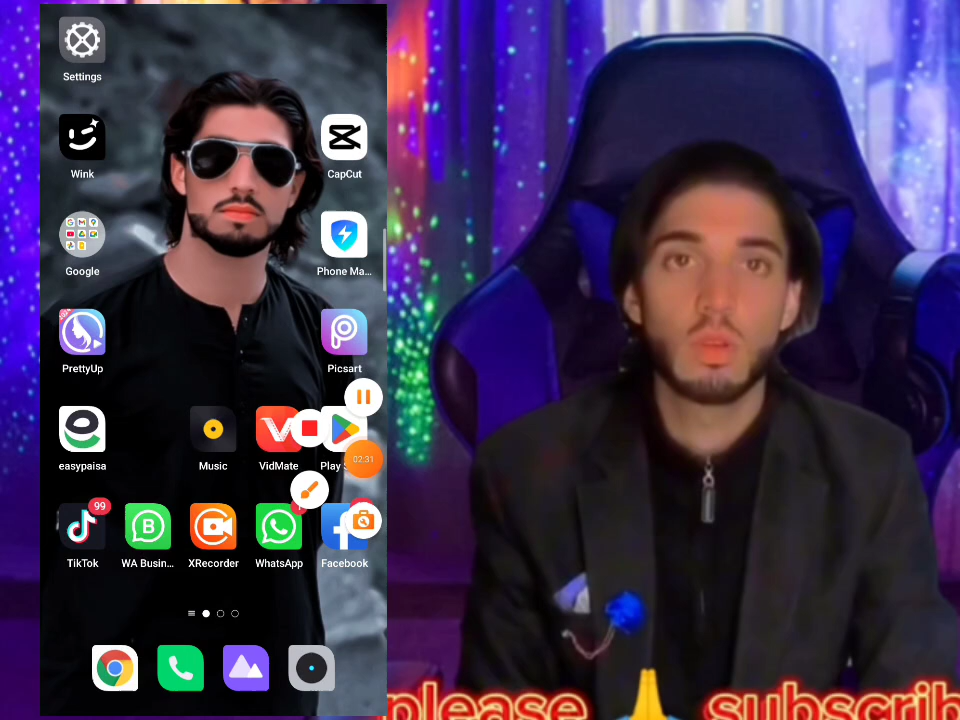 Settings
Wink
CapCut
Google
Phone Ma...
PrettyUp
Picsart
easypaisa
Music
VidMate
Play
02:31
99
TikTok
WA Busin...
XRecorder
WhatsApp
Facebook
please 🙏 subscrib